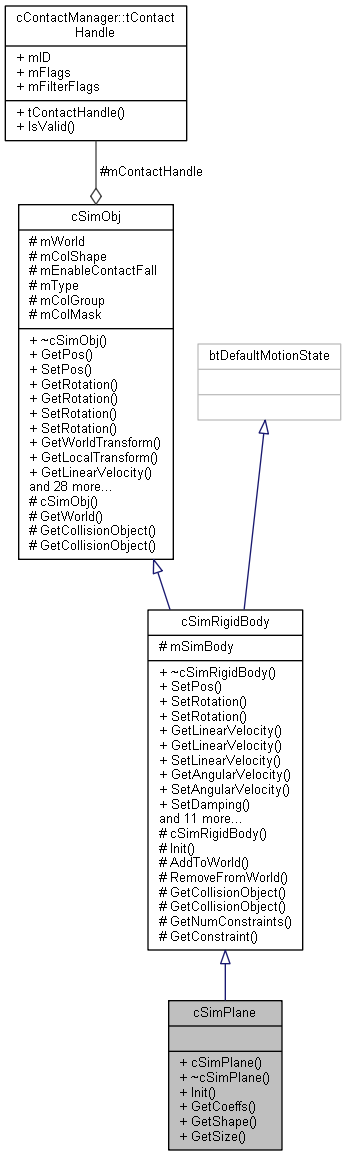 cContactManager::tContact
Handle
+ mID
+ mFlags
+ mFilterFlags
+ tContactHandle()
+ IsValid()
#mContactHandle
cSimObj
# mWorld
# mColShape
# mEnableContactFall
# mType
# mColGroup
# mColMask
+ ~cSimObj()
+ GetPos()
+ SetPos()
+ GetRotation()
+ GetRotation()
+ SetRotation()
+ SetRotation()
+ GetWorldTransform()
+ GetLocalTransform()
+ GetLinearVelocity()
and 28 more...
# cSimObj()
# GetWorld()
# GetCollisionObject()
# GetCollisionObject()
btDefaultMotionState
cSimRigidBody
# mSimBody
+ ~cSimRigidBody()
+ SetPos()
+ SetRotation()
+ SetRotation()
+ GetLinearVelocity()
+ GetLinearVelocity()
+ SetLinearVelocity()
+ GetAngularVelocity()
+ SetAngularVelocity()
+ SetDamping()
and 11 more...
# cSimRigidBody()
# Init()
# AddToWorld()
# RemoveFromWorld()
# GetCollisionObject()
# GetCollisionObject()
# GetNumConstraints()
# GetConstraint()
cSimPlane
+ cSimPlane()
+ ~cSimPlane()
+ Init()
+ GetCoeffs()
+ GetShape()
+ GetSize()